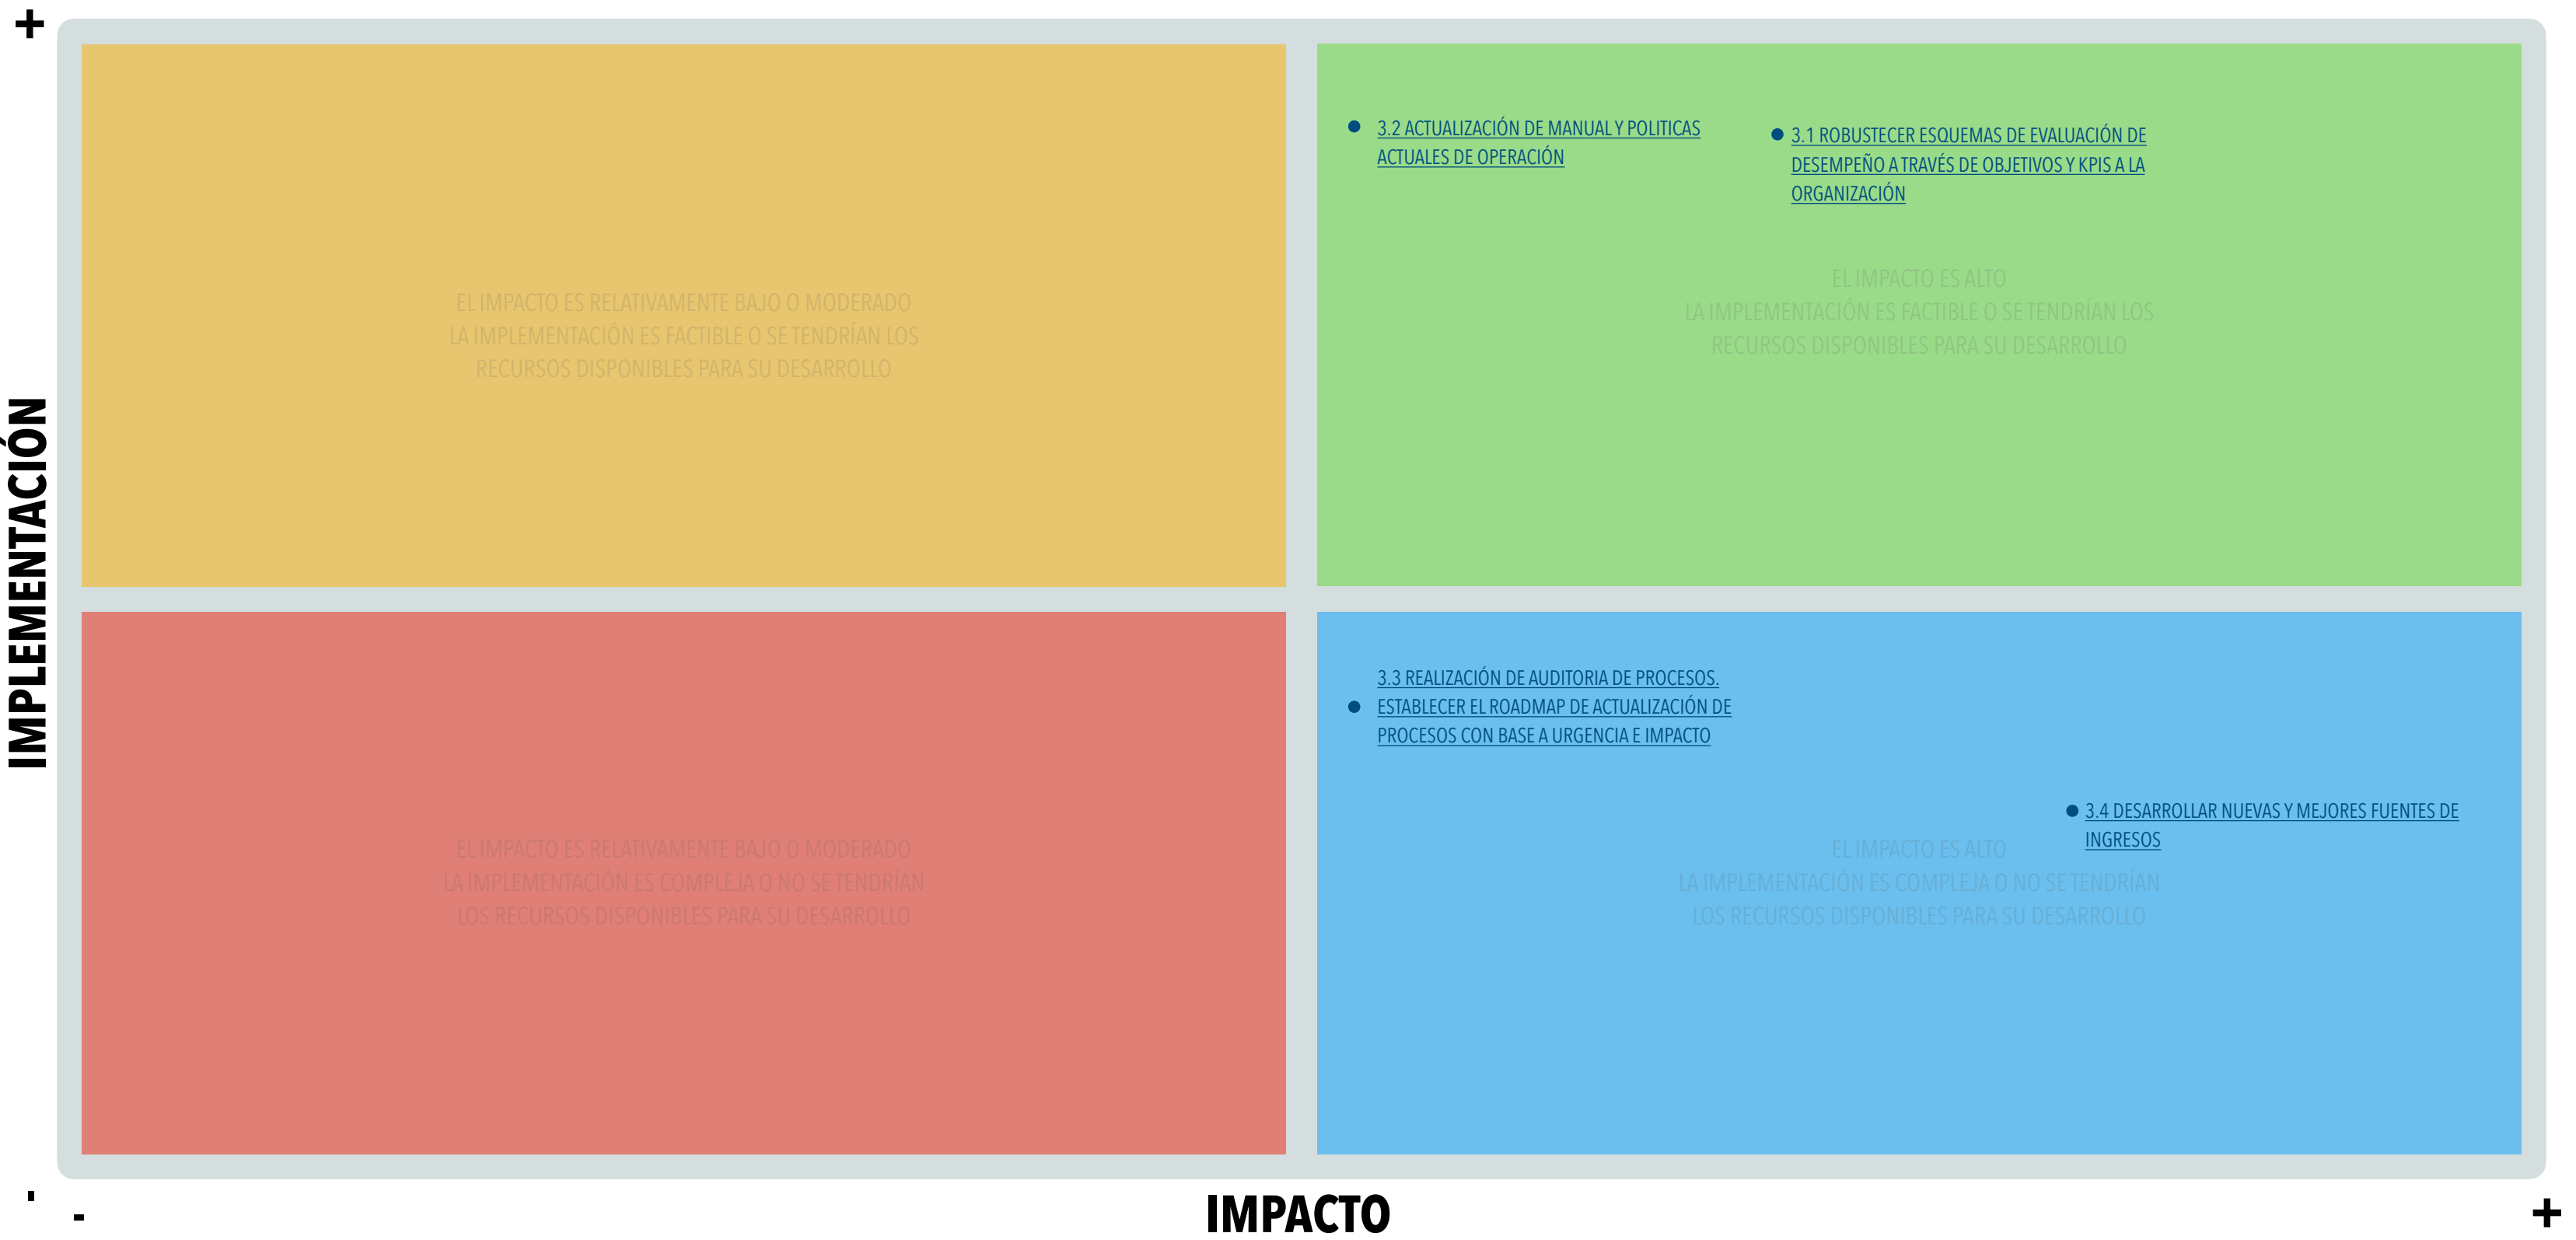 +
IMPLEMENTACIÓN
EL IMPACTO ES RELATIVAMENTE BAJO O MODERADO
LA IMPLEMENTACIÓN ES FACTIBLE O SE TENDRÍAN LOS
RECURSOS DISPONIBLES PARA SU DESARROLLO
3.2 ACTUALIZACIÓN DE MANUAL Y POLITICAS
ACTUALES DE OPERACIÓN
3.1 ROBUSTECER ESQUEMAS DE EVALUACIÓN DE
DESEMPEÑO A TRAVÉS DE OBJETIVOS Y KPIS A LA
ORGANIZACIÓN
EL IMPACTO ES ALTO
LA IMPLEMENTACIÓN ES FACTIBLE O SE TENDRÍAN LOS
RECURSOS DISPONIBLES PARA SU DESARROLLO
EL IMPACTO ES RELATIVAMENTE BAJO O MODERADO
LA IMPLEMENTACIÓN ES COMPLEJA O NO SE TENDRÍAN
LOS RECURSOS DISPONIBLES PARA SU DESARROLLO
3.3 REALIZACIÓN DE AUDITORIA DE PROCESOS.
ESTABLECER EL ROADMAP DE ACTUALIZACIÓN DE
PROCESOS CON BASE A URGENCIA E IMPACTO
3.4 DESARROLLAR NUEVAS Y MEJORES FUENTES DE
INGRESOS
EL IMPACTO ES ALTO
LA IMPLEMENTACIÓN ES COMPLEJA O NO SE TENDRÍAN
LOS RECURSOS DISPONIBLES PARA SU DESARROLLO
-
-
IMPACTO
+